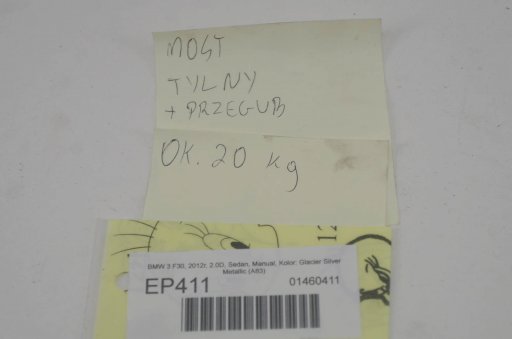 MOST
TYLNY
+ PRZEGUB
OK. 20 kg
12
BMW 3 F30, 2012r, 2.0D, Sedan, Manual, Kolor: Glacier Silver
Metallic (A83)
EP411
01460411